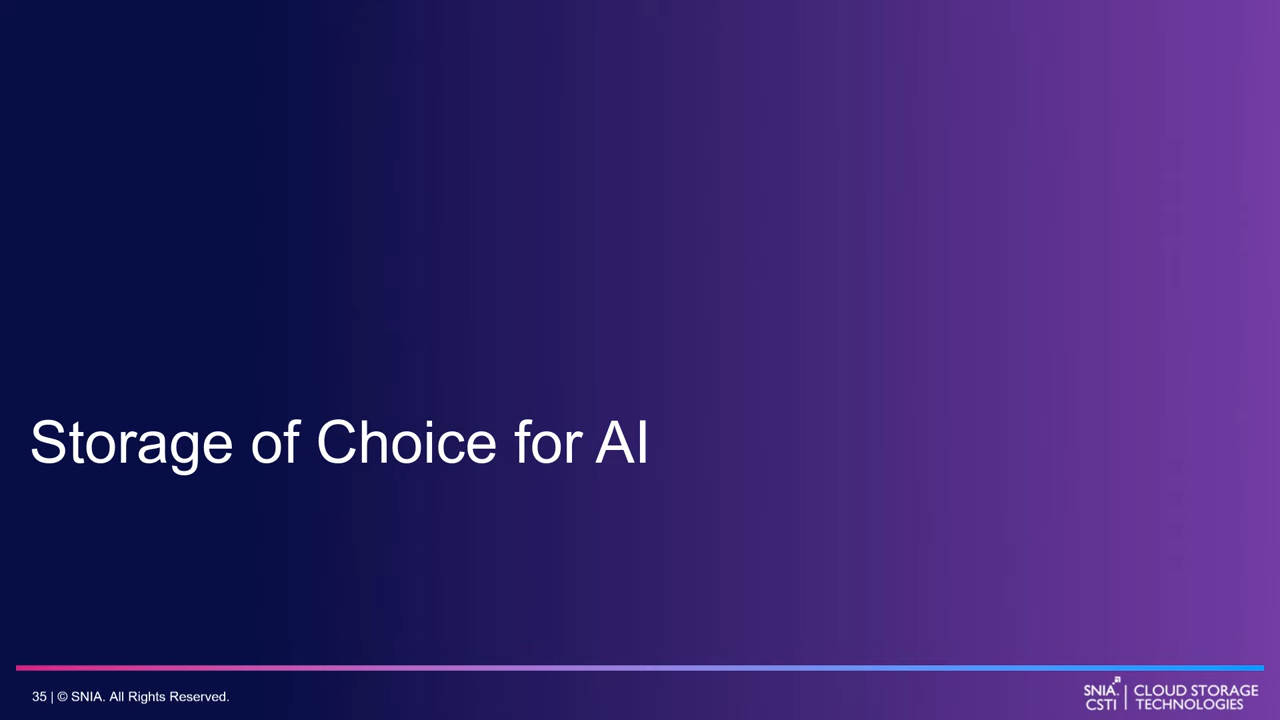 Storage of Choice for AI
35 | © SNIA. All Rights Reserved.
SNIA. | CLOUD STORAGE
CSTI | TECHNOLOGIES